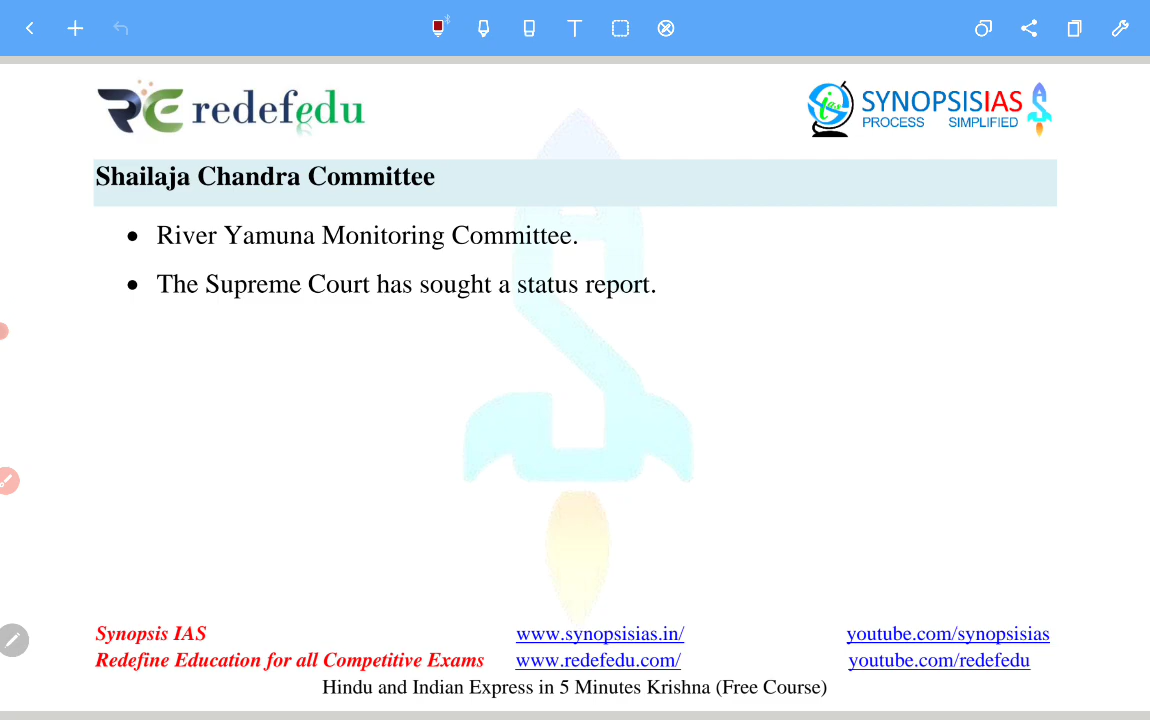 redefedu
SYNOPSISIAS
PROCESS SIMPLIFIED
Shailaja Chandra Committee
• River Yamuna Monitoring Committee.
• The Supreme Court has sought a status report.
Synopsis IAS www.synopsisias.in/ youtube.com/synopsisias
Redefine Education for all Competitive Exams www.redefedu.com/ youtube.com/redefedu
Hindu and Indian Express in 5 Minutes Krishna (Free Course)